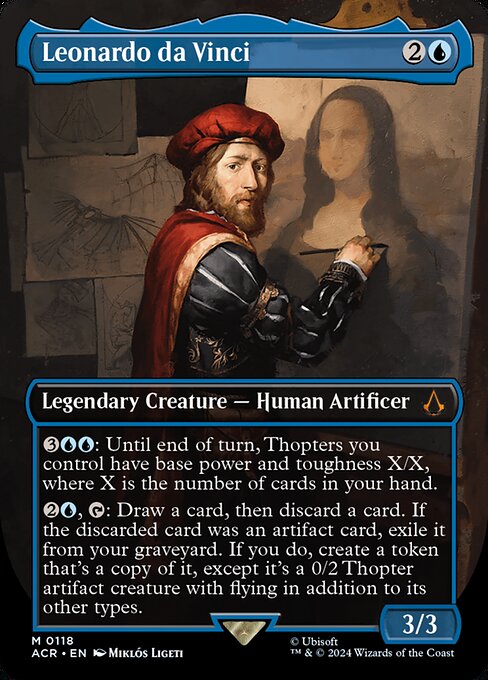 Leonardo da Vinci 2
Legendary Creature — Human Artificer
3: Until end of turn, Thopters you
control have base power and toughness X/X,
where X is the number of cards in your hand.
2, : Draw a card, then discard a card. If
the discarded card was an artifact card, exile it
from your graveyard. If you do, create a token
that's a copy of it, except it's a 0/2 Thopter
artifact creature with flying in addition to its
other types.
3/3
M 0118
ACR • EN Miklós Ligeti
© Ubisoft
™ & © 2024 Wizards of the Coast